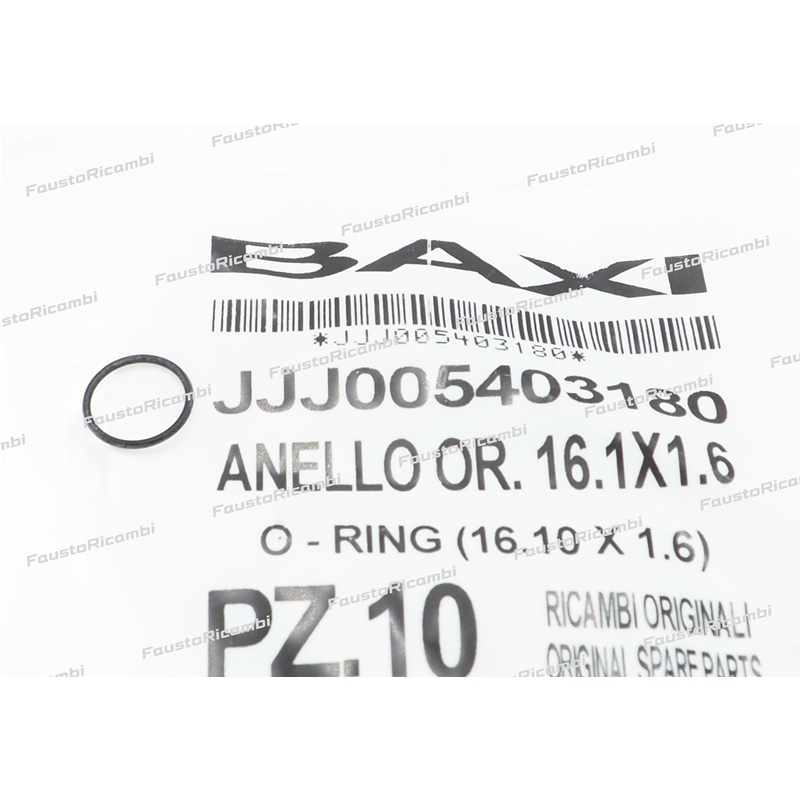 BAXI
*JJJ005403180*
JJJ005403180
ANELLO OR. 16.1X1.6
O - RING (16.10 X 1.6)
PZ.10
RICAMBI ORIGINALI
ORIGINAL SPARE PARTS
FaustoRicambi